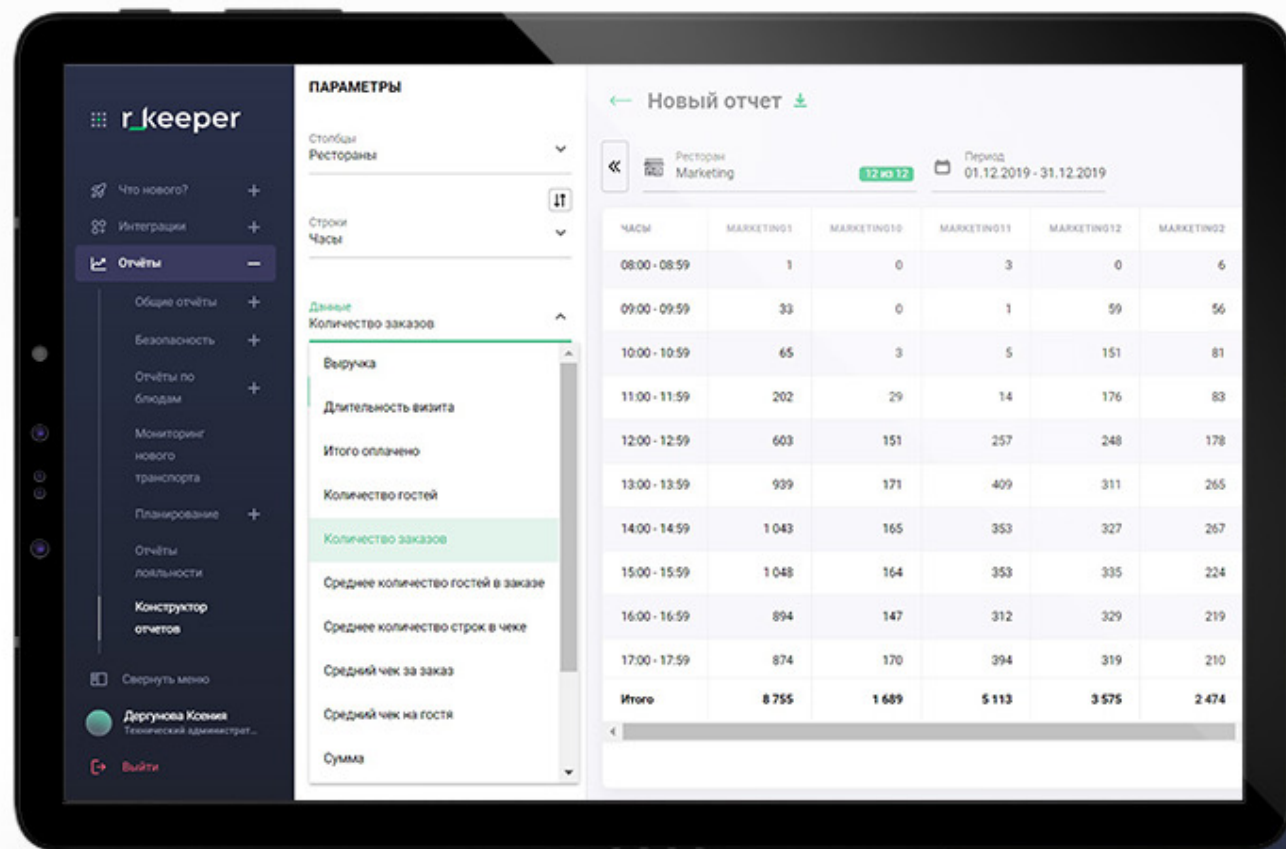 r_keeper
Что нового?
Интеграции
Отчёты
Общие отчёты
Безопасность
Отчёты по
блюдам
Мониторинг
нового
транспорта
Планирование
Отчёты
лояльности
Конструктор
отчетов
Свернуть меню
Дергунова Ксения
Технический администрат...
Выйти
ПАРАМЕТРЫ
Столбцы
Рестораны
Строки
Часы
Данные
Количество заказов
Выручка
Длительность визита
Итого оплачено
Количество гостей
Количество заказов
Среднее количество гостей в заказе
Среднее количество строк в чеке
Средний чек за заказ
Средний чек на гостя
Сумма
Новый отчет
Ресторан
Marketing 12 из 12
Период
01.12.2019 - 31.12.2019
ЧАСЫ MARKETING1 MARKETING10 MARKETING11 MARKETING12 MARKETING2
08:00 - 08:59 1 0 3 0 6
09:00 - 09:59 33 0 1 59 56
10:00 - 10:59 65 3 5 151 81
11:00 - 11:59 202 29 14 176 83
12:00 - 12:59 603 151 257 248 178
13:00 - 13:59 939 171 409 311 265
14:00 - 14:59 1 043 165 353 327 267
15:00 - 15:59 1 048 164 353 335 224
16:00 - 16:59 894 147 312 329 219
17:00 - 17:59 874 170 394 319 210
Итого 8 755 1 689 5 113 3 575 2 474